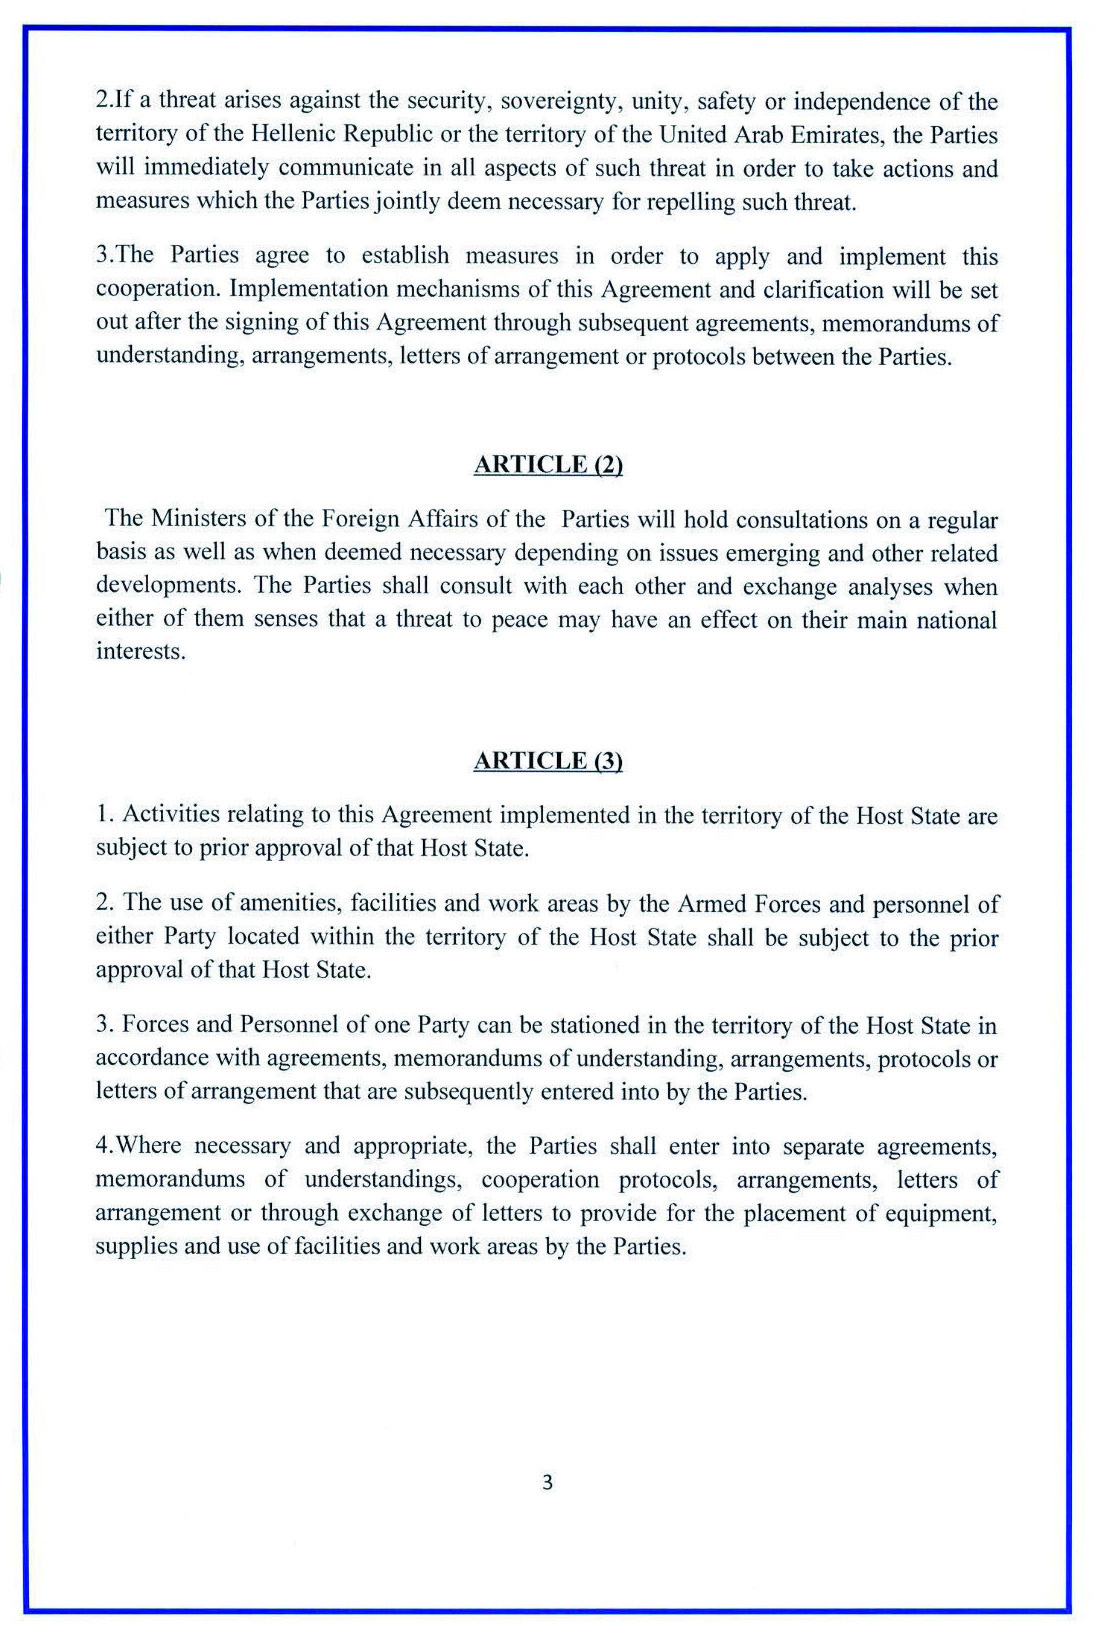 2.If a threat arises against the security, sovereignty, unity, safety or independence of the
territory of the Hellenic Republic or the territory of the United Arab Emirates, the Parties
will immediately communicate in all aspects of such threat in order to take actions and
measures which the Parties jointly deem necessary for repelling such threat.
3.The Parties agree to establish measures in order to apply and implement this
cooperation. Implementation mechanisms of this Agreement and clarification will be set
out after the signing of this Agreement through subsequent agreements, memorandums of
understanding, arrangements, letters of arrangement or protocols between the Parties.
ARTICLE (2)
The Ministers of the Foreign Affairs of the Parties will hold consultations on a regular
basis as well as when deemed necessary depending on issues emerging and other related
developments. The Parties shall consult with each other and exchange analyses when
either of them senses that a threat to peace may have an effect on their main national
interests.
ARTICLE (3)
1. Activities relating to this Agreement implemented in the territory of the Host State are
subject to prior approval of that Host State.
2. The use of amenities, facilities and work areas by the Armed Forces and personnel of
either Party located within the territory of the Host State shall be subject to the prior
approval of that Host State.
3. Forces and Personnel of one Party can be stationed in the territory of the Host State in
accordance with agreements, memorandums of understanding, arrangements, protocols or
letters of arrangement that are subsequently entered into by the Parties.
4.Where necessary and appropriate, the Parties shall enter into separate agreements,
memorandums of understandings, cooperation protocols, arrangements, letters of
arrangement or through exchange of letters to provide for the placement of equipment,
supplies and use of facilities and work areas by the Parties.
3